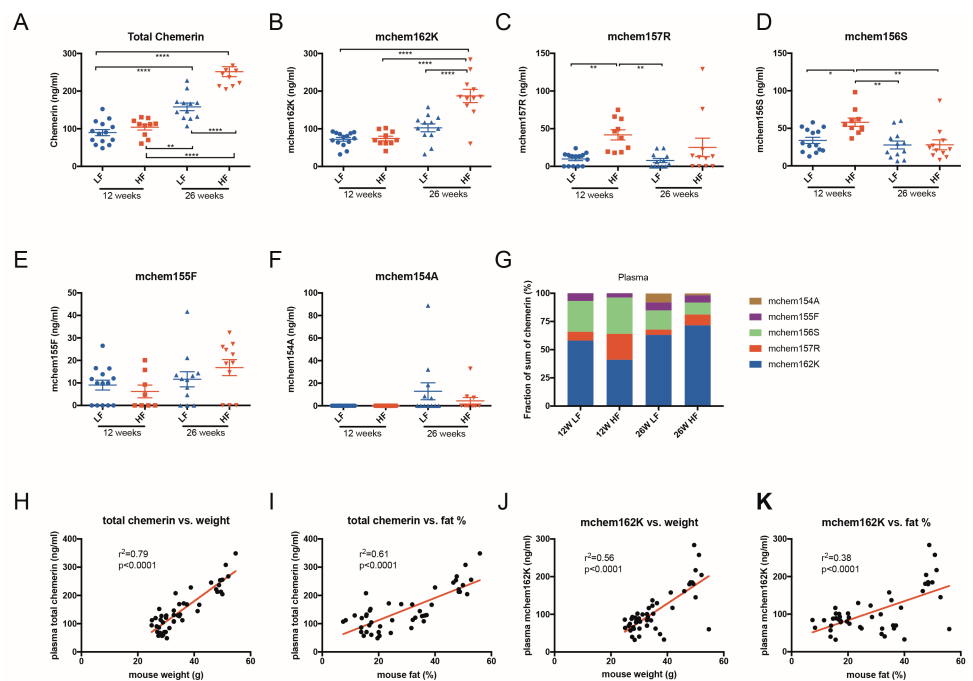 A
Total Chemerin
Chemerin (ng/ml)
300
200
100
0
****
****
****
**
****
LF
HF
LF
HF
12 weeks
26 weeks
B
mchem162K
mchem162K (ng/ml)
300
200
100
0
****
****
****
LF
HF
LF
HF
12 weeks
26 weeks
C
mchem157R
mchem157R (ng/ml)
150
100
50
0
**
**
LF
HF
LF
HF
12 weeks
26 weeks
D
mchem156S
mchem156S (ng/ml)
150
100
50
0
*
**
**
LF
HF
LF
HF
12 weeks
26 weeks
E
mchem155F
mchem155F (ng/ml)
50
40
30
20
10
0
LF
HF
LF
HF
12 weeks
26 weeks
F
mchem154A
mchem154A (ng/ml)
100
80
60
40
20
0
LF
HF
LF
HF
12 weeks
26 weeks
G
Plasma
Fraction of sum of chemerin (%)
100
75
50
25
0
12W LF
12W HF
26W LF
26W HF
mchem154A
mchem155F
mchem156S
mchem157R
mchem162K
H
total chemerin vs. weight
r²=0.79
p<0.0001
plasma total chemerin (ng/ml)
400
350
300
250
200
150
100
50
0
0
20
40
60
mouse weight (g)
I
total chemerin vs. fat %
r²=0.61
p<0.0001
plasma total chemerin (ng/ml)
400
350
300
250
200
150
100
50
0
0
20
40
60
mouse fat (%)
J
mchem162K vs. weight
r²=0.56
p<0.0001
plasma mchem162K (ng/ml)
300
200
100
0
0
20
40
60
mouse weight (g)
K
mchem162K vs. fat %
r²=0.38
p<0.0001
plasma mchem162K (ng/ml)
300
200
100
0
0
20
40
60
mouse fat (%)